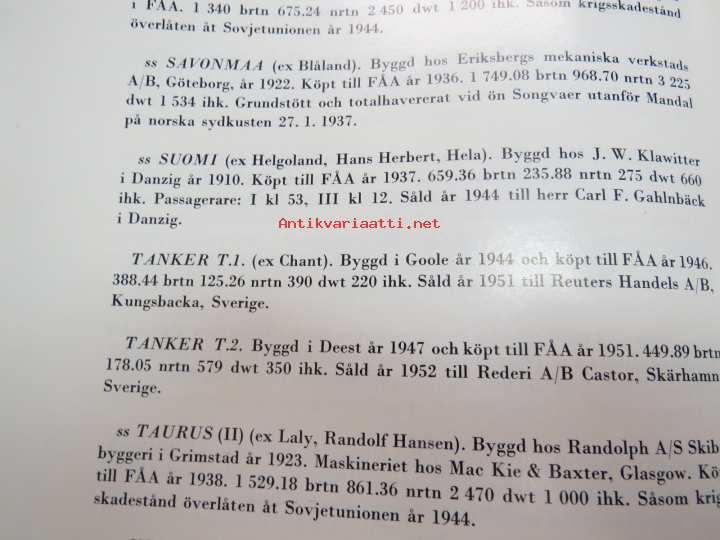 i FÅA. 1 340 brtn 675.24 nrtn 2 450 dwt 1 200 ihk. Såsom krigsskadestånd
överlåten åt Sovjetunionen år 1944.
ss SAVONMAA (ex Blåland). Byggd hos Eriksbergs mekaniska verkstads
A/B, Göteborg, år 1922. Köpt till FÅA år 1936. 1 749.08 brtn 968.70 nrtn 3 225
dwt 1 534 ihk. Grundstött och totalhavererat vid ön Songvaer utanför Mandal
på norska sydkusten 27. 1. 1937.
ss SUOMI (ex Helgoland, Hans Herbert, Hela). Byggd hos J. W. Klawitter
i Danzig år 1910. Köpt till FÅA år 1937. 659.36 brtn 235.88 nrtn 275 dwt 660
ihk. Passagerare: I kl 53, III kl 12. Såld år 1944 till herr Carl F. Gahlnbäck
i Danzig.
Antikvariaatti.net
TANKER T.1. (ex Chant). Byggd i Goole år 1944 och köpt till FÅA år 1946.
388.44 brtn 125.26 nrtn 390 dwt 220 ihk. Såld år 1951 till Reuters Handels A/B,
Kungsbacka, Sverige.
TANKER T.2. Byggd i Deest år 1947 och köpt till FÅA år 1951. 449.89 brtn
178.05 nrtn 579 dwt 350 ihk. Såld år 1952 till Rederi A/B Castor, Skärhamn
Sverige.
ss TAURUS (II) (ex Laly, Randolf Hansen). Byggd hos Randolph A/S Skib
byggeri i Grimstad år 1923. Maskineriet hos Mac Kie & Baxter, Glasgow. Kö
till FÅA år 1938. 1 529.18 brtn 861.36 nrtn 2 470 dwt 1 000 ihk. Såsom krig
skadestånd överlåten åt Sovjetunionen år 1944.